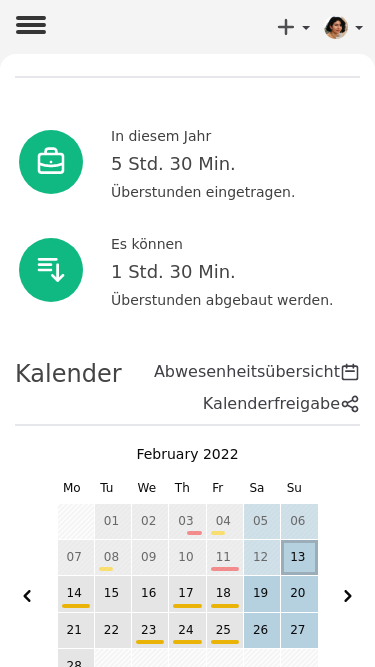 In diesem Jahr
5 Std. 30 Min.
Überstunden eingetragen.
Es können
1 Std. 30 Min.
Überstunden abgebaut werden.
Kalender
Abwesenheitsübersicht
Kalenderfreigabe
February 2022
Mo Tu We Th Fr Sa Su
01 02 03 04 05 06
07 08 09 10 11 12 13
14 15 16 17 18 19 20
21 22 23 24 25 26 27
28